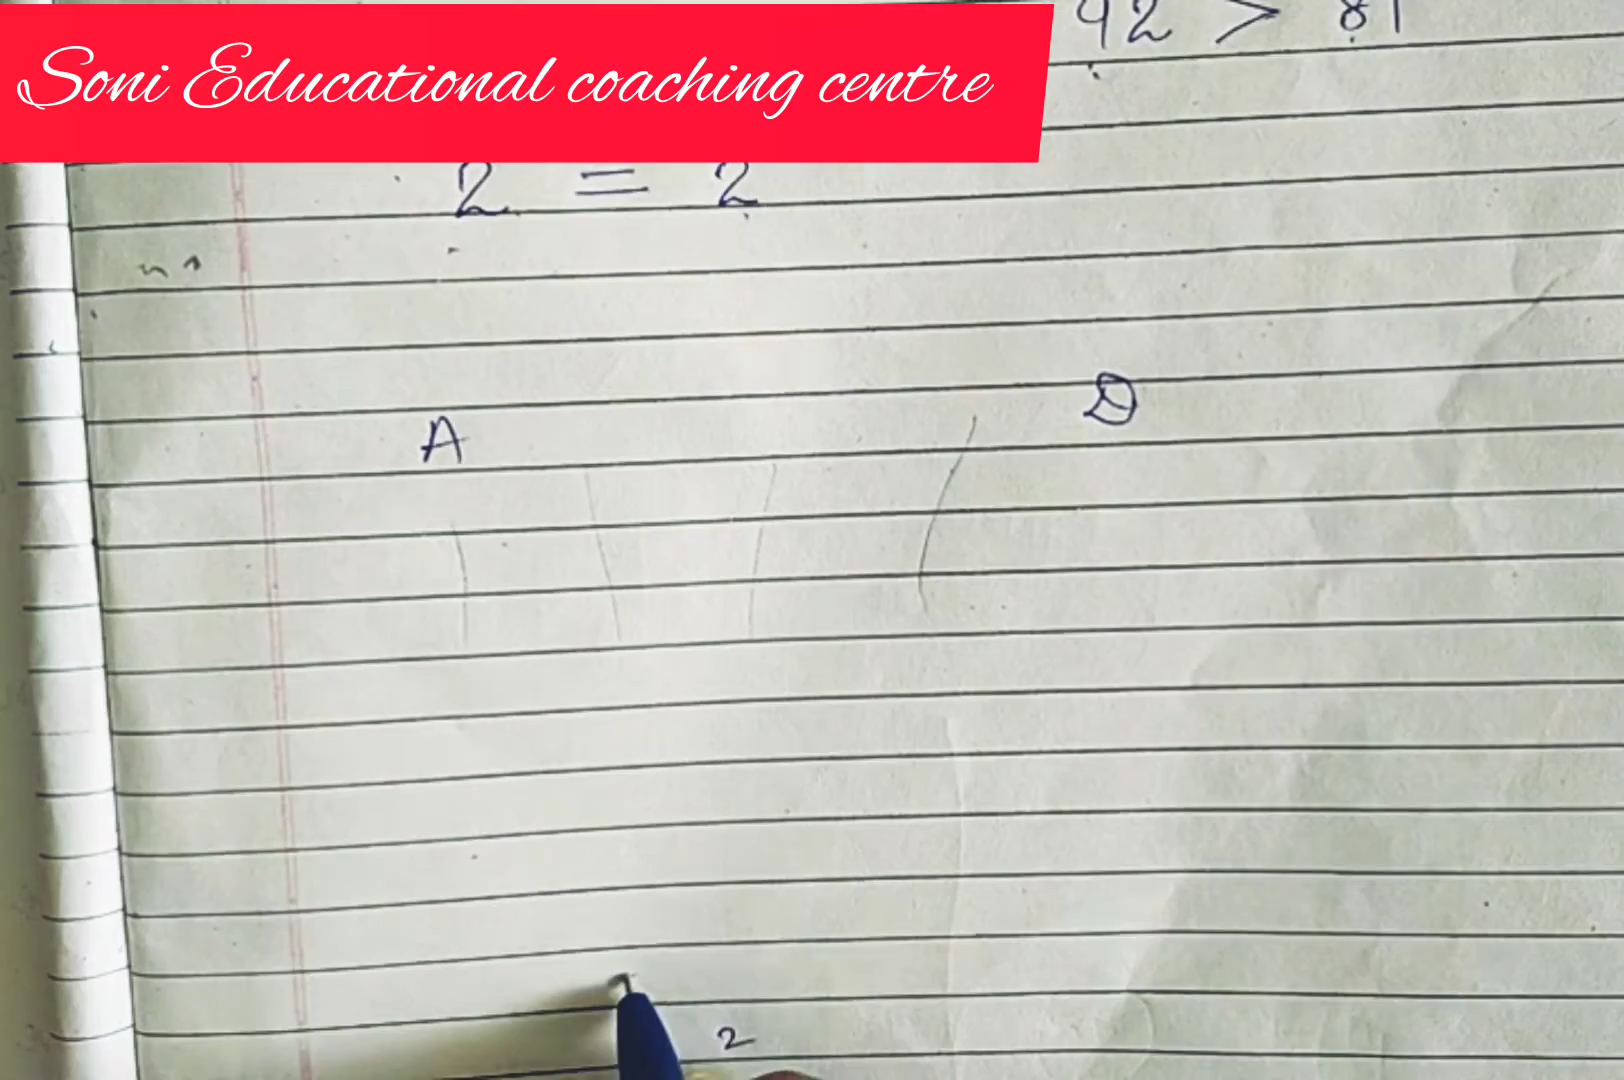 92 > 81
Soni Educational coaching centre
2 = 2
A D
2